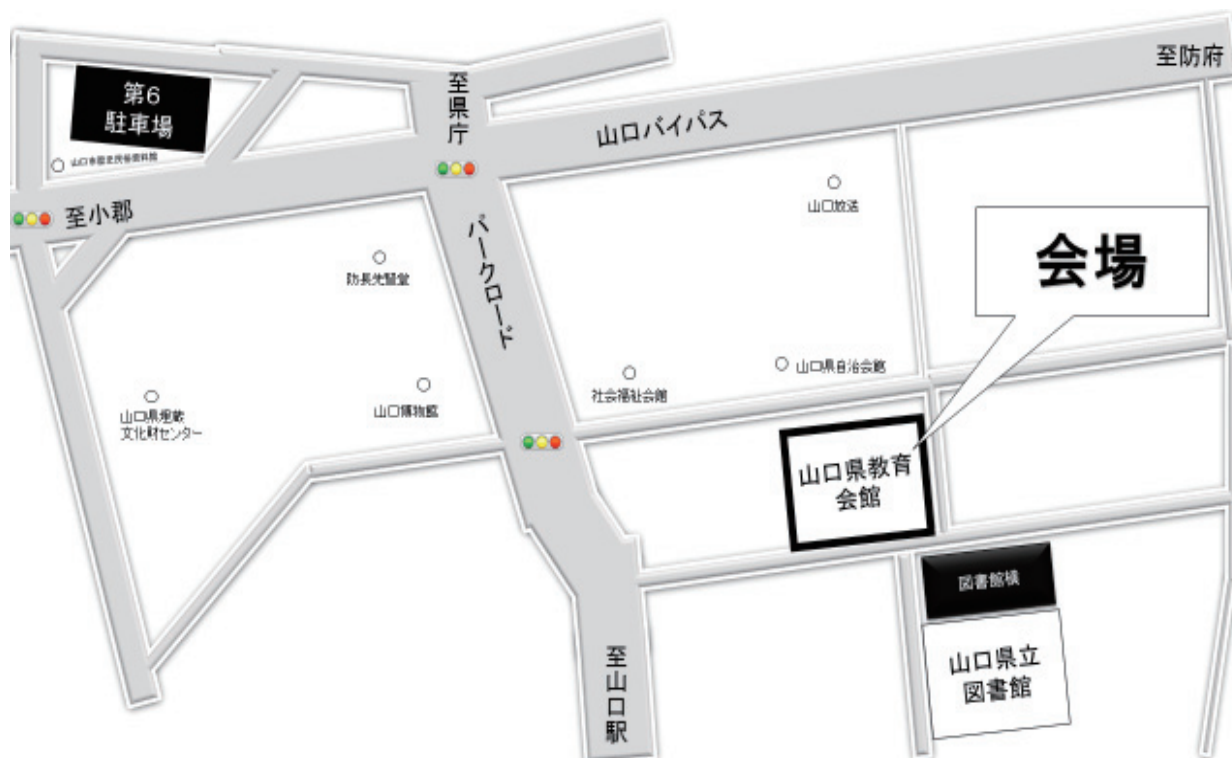 至防府
第6
駐車場
至県庁
山口バイパス
至小郡
山口放送
会場
パークロード
防長先賢堂
山口県自治会館
社会福祉会館
山口県埋蔵
文化財センター
山口博物館
山口県教育
会館
図書館横
山口県立
図書館
至山口駅